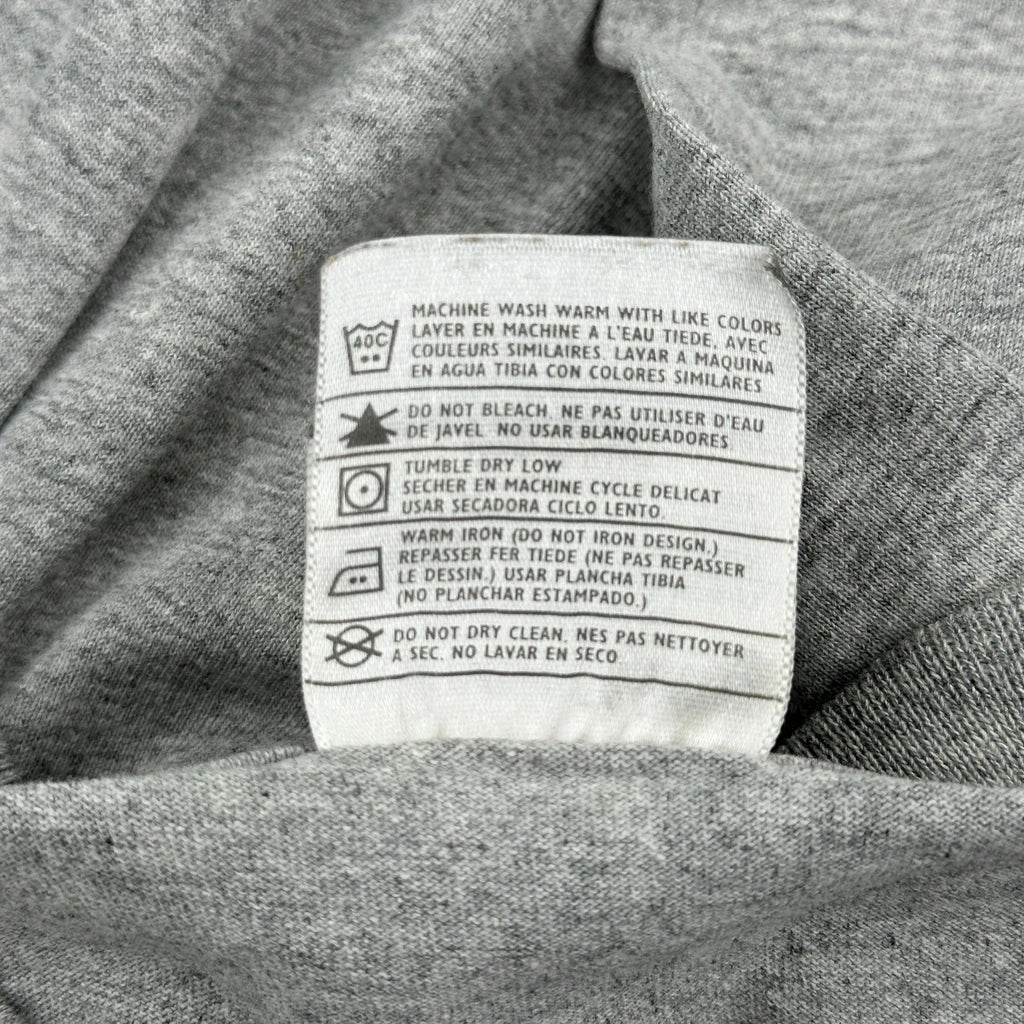 40C
MACHINE WASH WARM WITH LIKE COLORS
LAYER EN MACHINE A L'EAU TIEDE, AVEC
COULEURS SIMILAIRES. LAVAR A MAQUINA
EN AGUA TIBIA CON COLORES SIMILARES
DO NOT BLEACH. NE PAS UTILISER D'EAU
DE JAVEL NO USAR BLANQUEADORES
TUMBLE DRY LOW
SECHER EN MACHINE CYCLE DELICAT
USAR SECADORA CICLO LENTO.
WARM IRON (DO NOT IRON DESIGN.)
REPASSER FER TIEDE (NE PAS REPASSER
LE DESSIN.) USAR PLANCHA TIBIA
(NO PLANCHAR ESTAMPADO.)
DO NOT DRY CLEAN. NES PAS NETTOYER
A SEC. NO LAVAR EN SECO